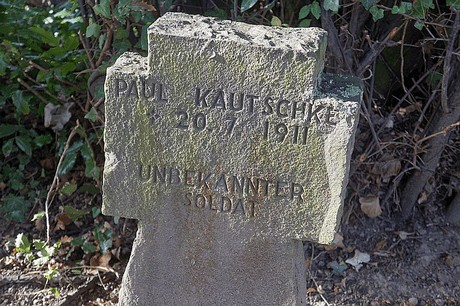 PAUL KAUTSCHKE
* 20. 7. 1911
UNBEKANNTER
SOLDAT